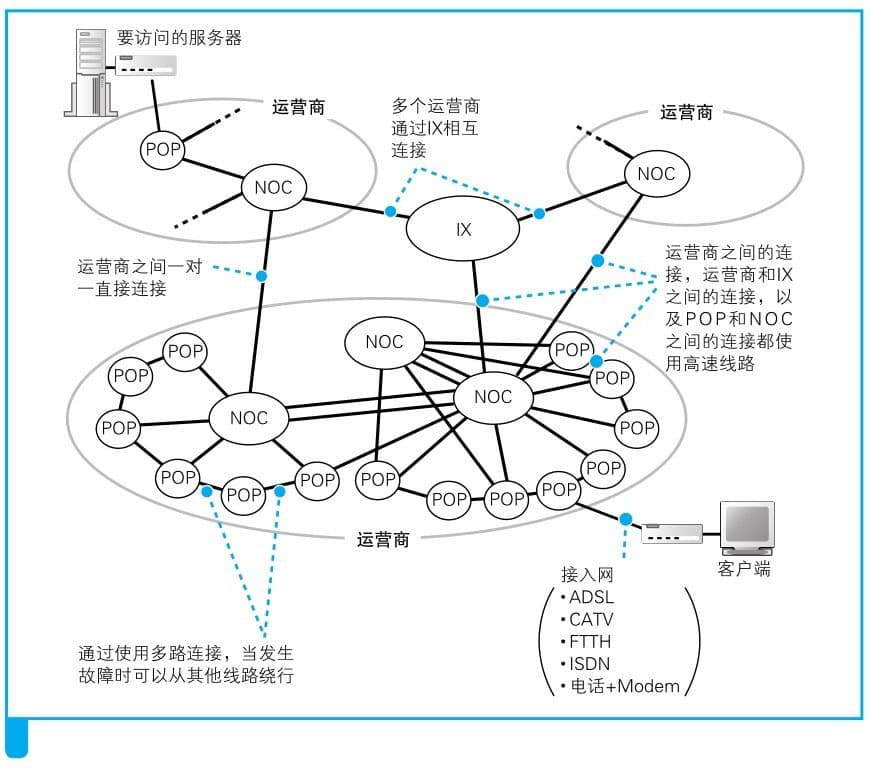 要访问的服务器
运营商
多个运营商
通过IX相互
连接
运营商
POP
NOC
NOC
IX
运营商之间一对
一直接连接
运营商之间的连
接，运营商和IX
之间的连接，以
及POP和NOC
之间的连接都使
用高速线路
NOC
POP
POP
POP
POP
NOC
NOC
POP
POP
POP
POP
POP
POP
POP
POP
POP
POP
POP
运营商
客户端
接入网
•ADSL
•CATV
•FTTH
•ISDN
•电话+Modem
通过使用多路连接，当发生
故障时可以从其他线路绕行